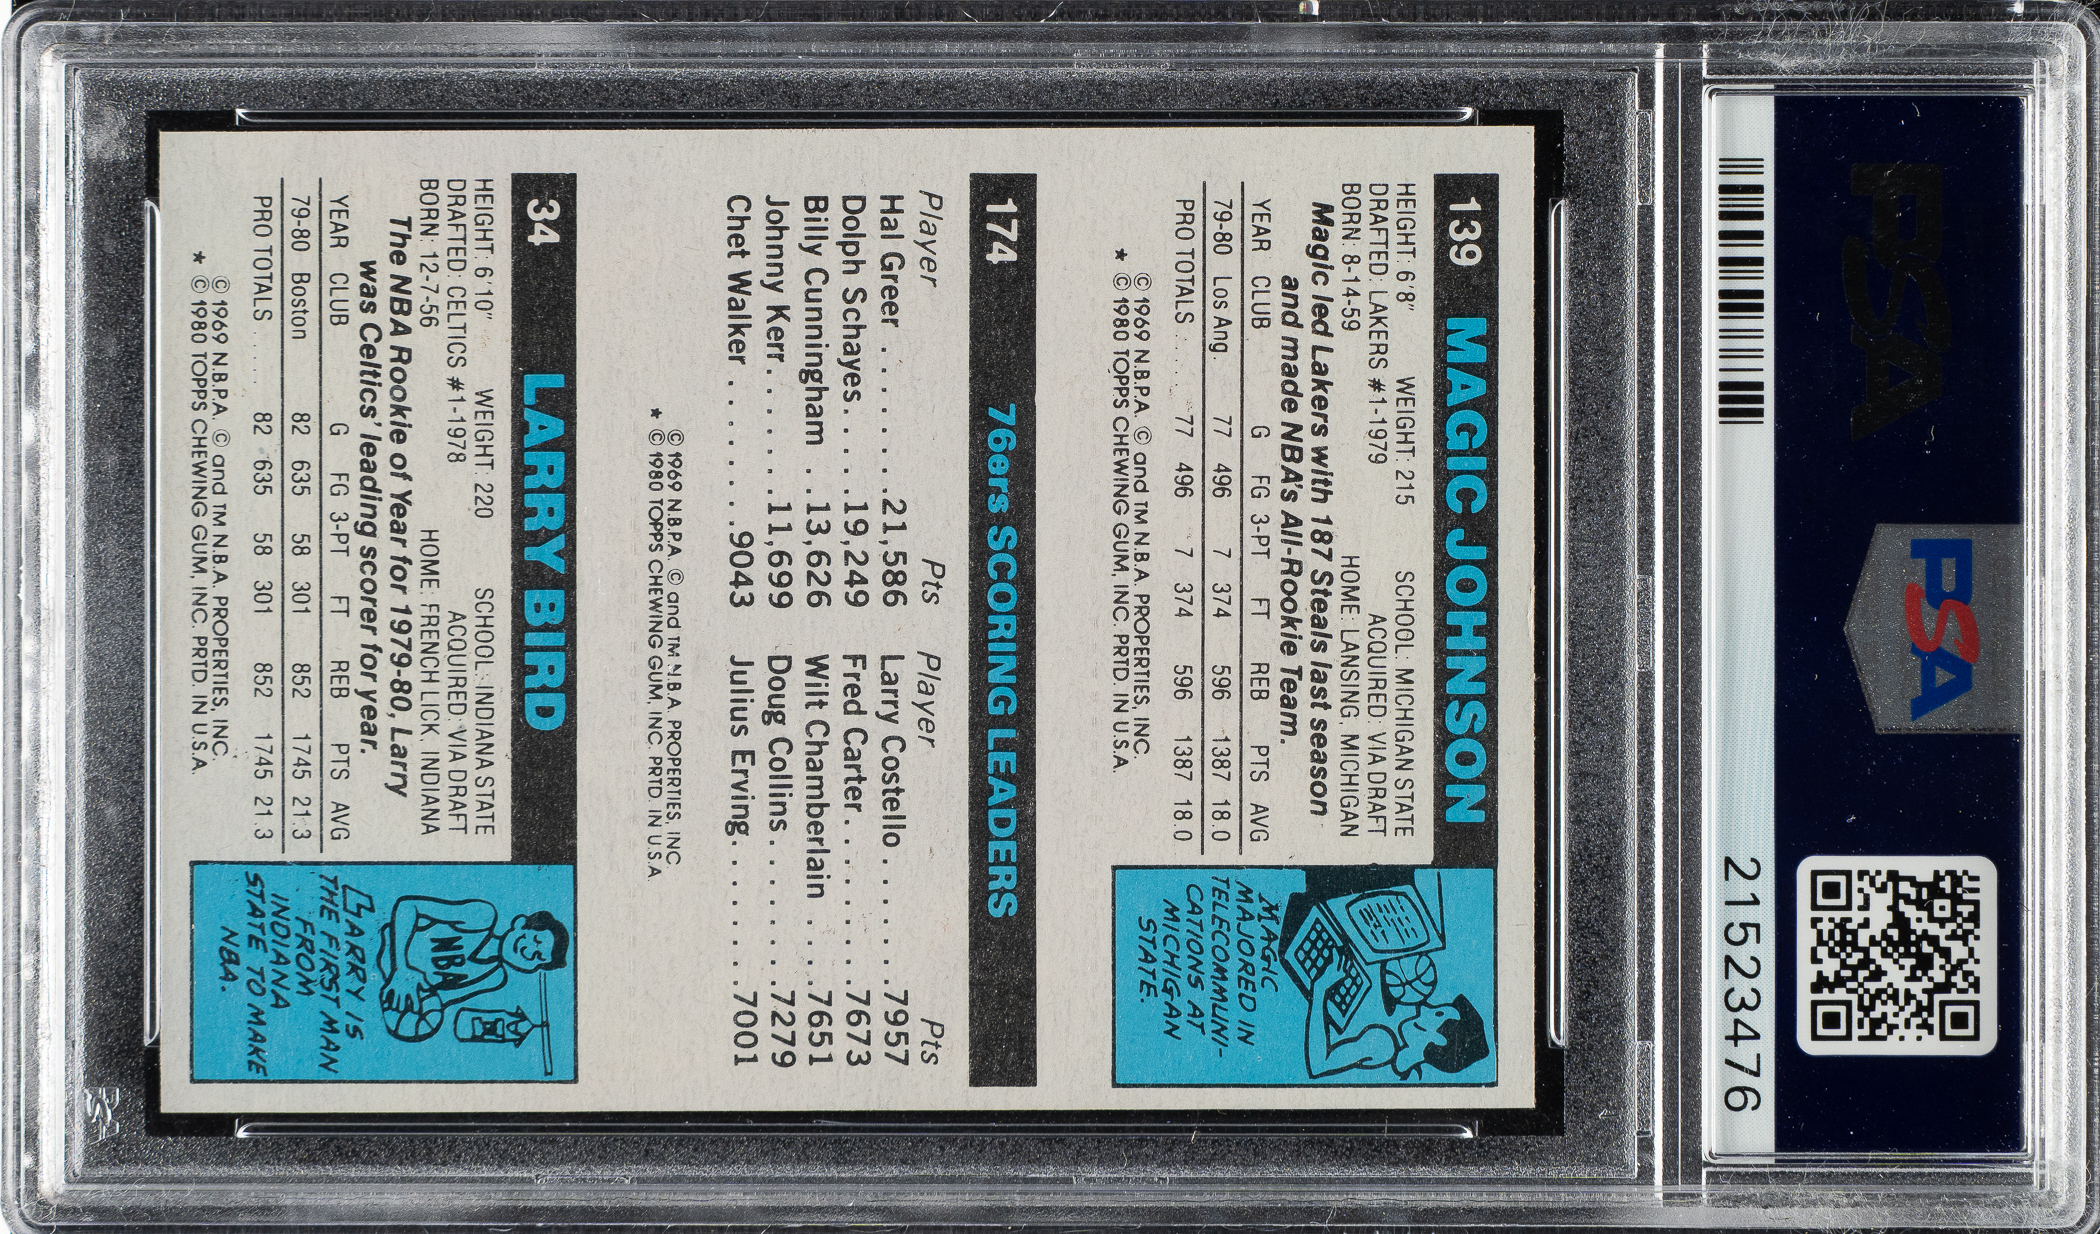 PSA
PSA
21523476
139 MAGIC JOHNSON
HEIGHT: 6'8" WEIGHT: 215 SCHOOL: MICHIGAN STATE
DRAFTED: LAKERS #1-1979 ACQUIRED: VIA DRAFT
BORN: 8-14-59 HOME: LANSING, MICHIGAN
Magic led Lakers with 187 Steals last season
and made NBA's All-Rookie Team.
YEAR CLUB G FG 3-PT FT REB PTS AVG
79-80 Los Ang. 77 496 7 374 596 1387 18.0
PRO TOTALS..... 77 496 7 374 596 1387 18.0
© 1969 N.B.P.A. © and TM N.B.A. PROPERTIES, INC.
* © 1980 TOPPS CHEWING GUM, INC. PRTD. IN U.S.A.
MAGIC
MAJORED IN
TELECOMMUNI-
CATIONS AT
MICHIGAN
STATE.
174 76ers SCORING LEADERS
Player Pts Player Pts
Hal Greer.......21,586 Larry Costello.......7957
Dolph Schayes....19,249 Fred Carter........7673
Billy Cunningham..13,626 Wilt Chamberlain....7651
Johnny Kerr......11,699 Doug Collins.......7279
Chet Walker.......9043 Julius Erving........7001
© 1969 N.B.P.A. © and TM N.B.A. PROPERTIES, INC.
* © 1980 TOPPS CHEWING GUM, INC. PRTD. IN U.S.A.
34 LARRY BIRD
HEIGHT: 6'10" WEIGHT: 220 SCHOOL: INDIANA STATE
DRAFTED: CELTICS #1-1978 ACQUIRED: VIA DRAFT
BORN: 12-7-56 HOME: FRENCH LICK, INDIANA
The NBA Rookie of Year for 1979-80, Larry
was Celtics' leading scorer for year.
YEAR CLUB G FG 3-PT FT REB PTS AVG
79-80 Boston 82 635 58 301 852 1745 21.3
PRO TOTALS..... 82 635 58 301 852 1745 21.3
© 1969 N.B.P.A. © and TM N.B.A. PROPERTIES, INC.
* © 1980 TOPPS CHEWING GUM, INC. PRTD. IN U.S.A.
NBA
LARRY IS
THE FIRST MAN
FROM
INDIANA
STATE TO MAKE
NBA.
PSA